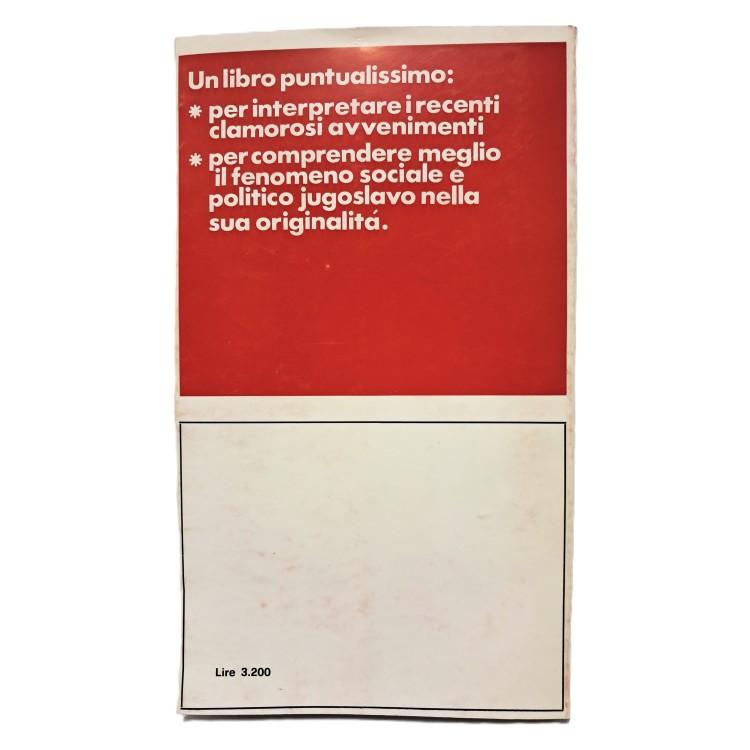 Un libro puntualissimo:
* per interpretare i recenti
clamorosi avvenimenti
* per comprendere meglio
il fenomeno sociale e
politico jugoslavo nella
sua originalitá.
Lire 3.200